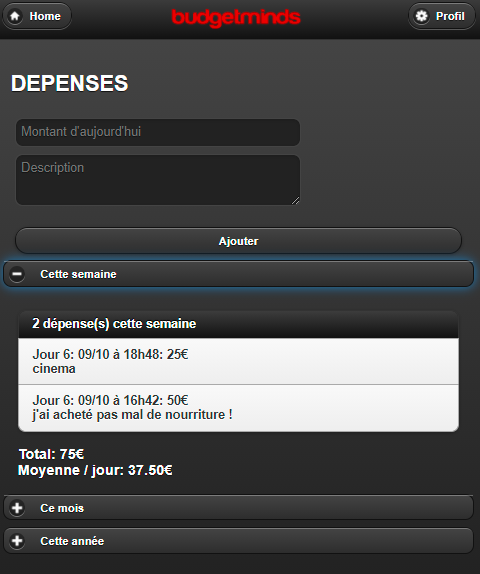 Home
budgetminds
Profil
DEPENSES
Montant d'aujourd'hui
Description
Ajouter
Cette semaine
2 dépense(s) cette semaine
Jour 6: 09/10 à 18h48: 25€
cinema
Jour 6: 09/10 à 16h42: 50€
j'ai acheté pas mal de nourriture !
Total: 75€
Moyenne / jour: 37.50€
Ce mois
Cette année